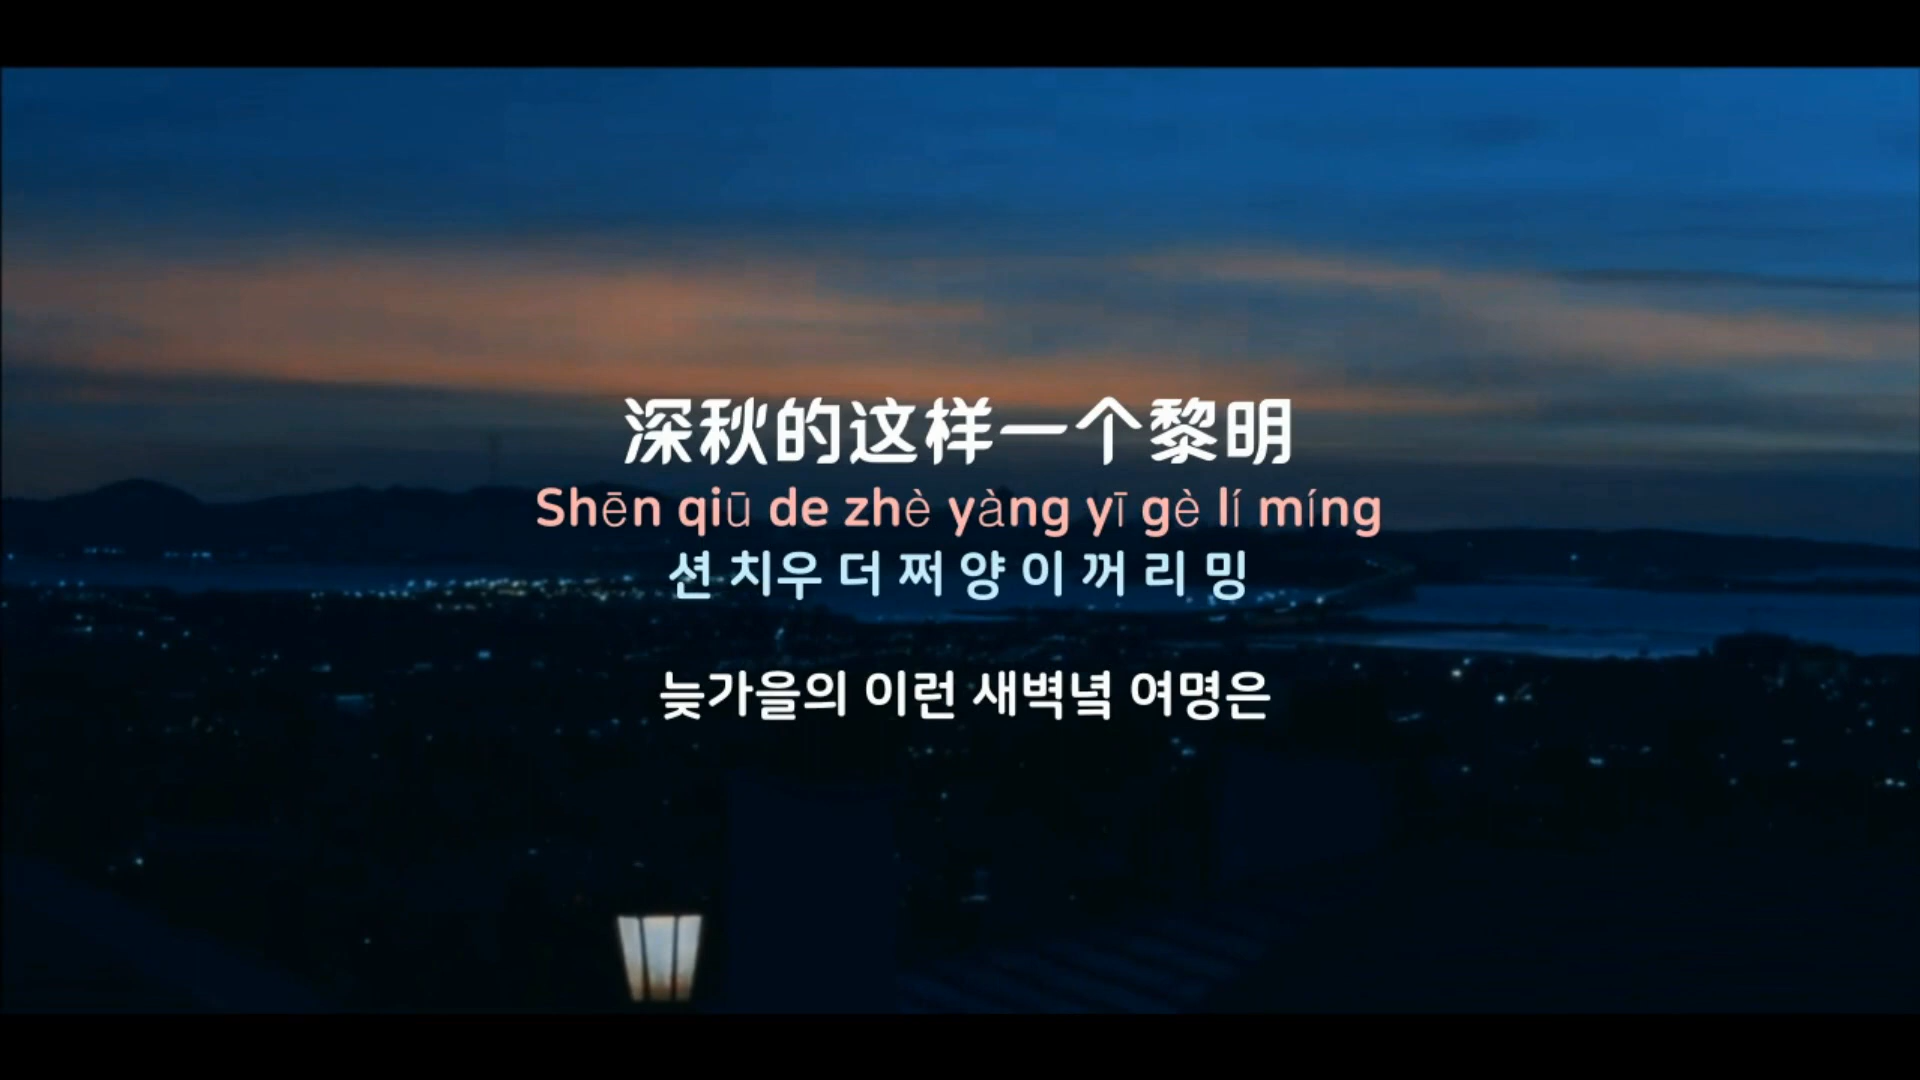 深秋的这样一个黎明
Shēn qiū de zhè yàng yī gè lí míng
션 치우 더 쩌 양 이 꺼 리 밍
늦가을의 이런 새벽녘 여명은